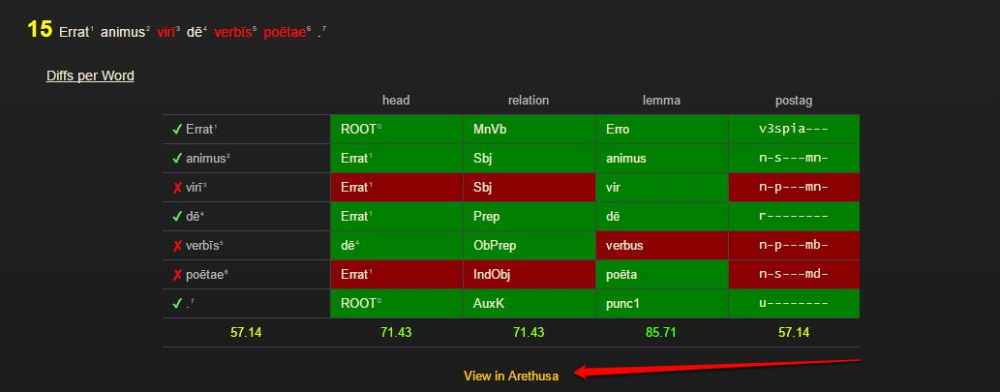 15 Errat¹ animus² virī³ dē⁴ verbīs⁵ poētae⁶ .⁷
Diffs per Word
head relation lemma postag
✓ Errat¹ ROOT⁰ MnVb Erro v3spia---
✓ animus² Errat¹ Sbj animus n-s---mn-
✗ virī³ Errat¹ Sbj vir n-p---mn-
✓ dē⁴ Errat¹ Prep dē r--------
✗ verbīs⁵ dē⁴ ObPrep verbus n-p---mb-
✗ poētae⁶ Errat¹ IndObj poēta n-s---md-
✓ .⁷ ROOT⁰ AuxK punc1 u--------
57.14 71.43 71.43 85.71 57.14
View in Arethusa